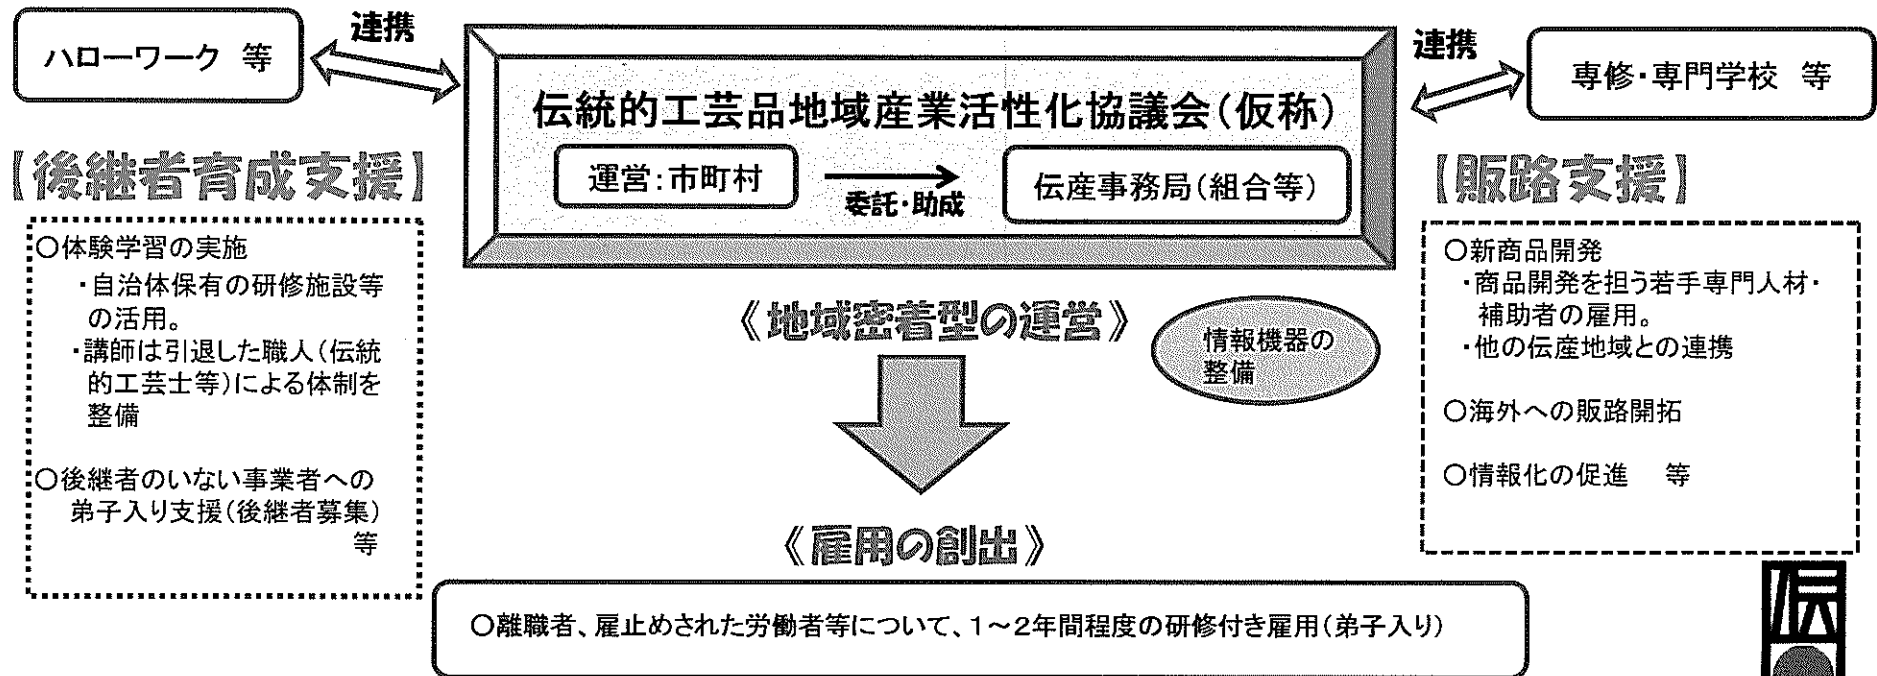 ハローワーク 等
連携
伝統的工芸品地域産業活性化協議会(仮称)
運営:市町村
委託・助成
伝産事務局(組合等)
連携
専修・専門学校 等
【後継者育成支援】
○体験学習の実施
・自治体保有の研修施設等
の活用。
・講師は引退した職人(伝統
的工芸士等)による体制を
整備
○後継者のいない事業者への
弟子入り支援(後継者募集)
等
《地域密着型の運営》
情報機器の
整備
【販路支援】
○新商品開発
・商品開発を担う若手専門人材・
補助者の雇用。
・他の伝産地域との連携
○海外への販路開拓
○情報化の促進 等
《雇用の創出》
○離職者、雇止めされた労働者等について、1～2年間程度の研修付き雇用(弟子入り)
伝